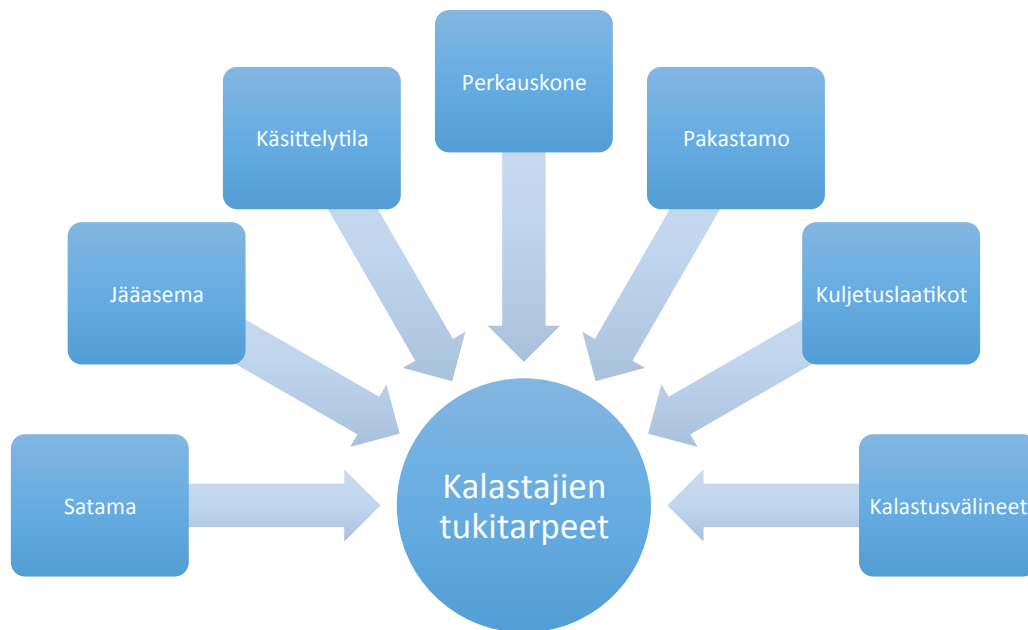 Perkauskone
Käsittelytila
Pakastamo
Jääasema
Kuljetuslaatikot
Satama
Kalastajien
tukitarpeet
Kalastusvälineet